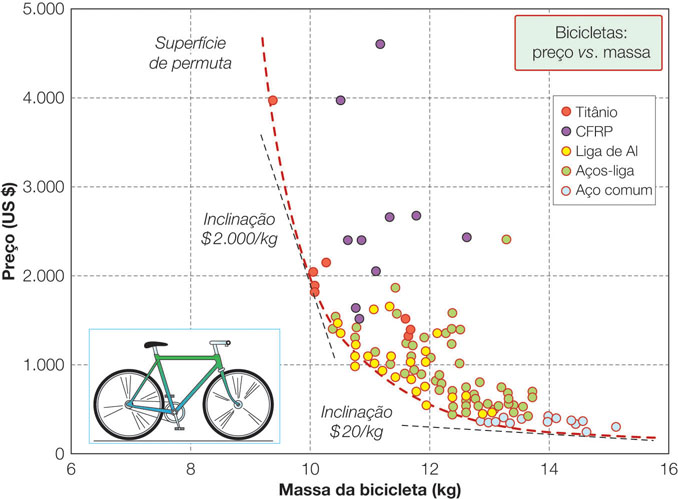 Bicicletas:
preço vs. massa
Superfície
de permuta
Titânio
CFRP
Liga de Al
Aços-liga
Aço comum
Inclinação
$2.000/kg
Inclinação
$20/kg
Preço (US $)
5.000
4.000
3.000
2.000
1.000
0
6
8
10
12
14
16
Massa da bicicleta (kg)